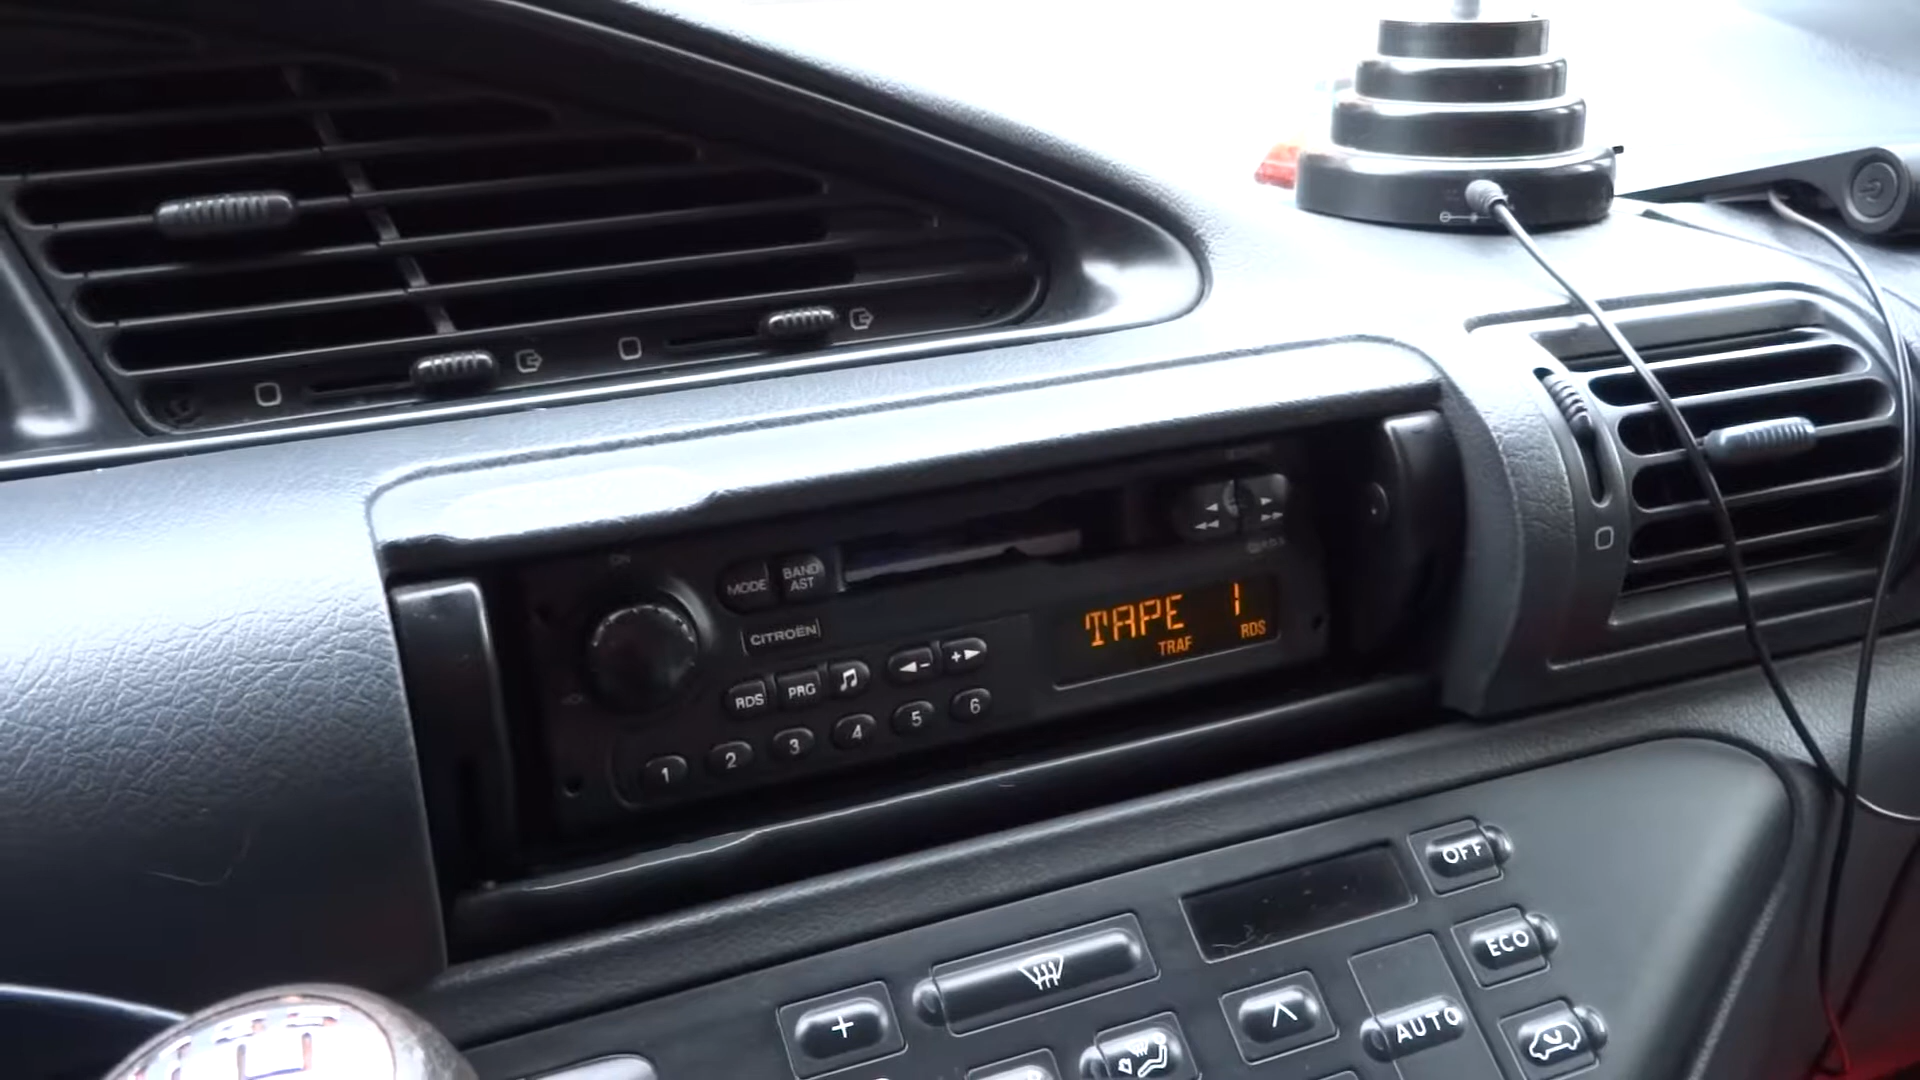 ON
MODE
BAND
AST
CITROËN
TAPE 1
TRAF RDS
RDS PRG
1 2 3 4 5 6
OFF
ECO
AUTO